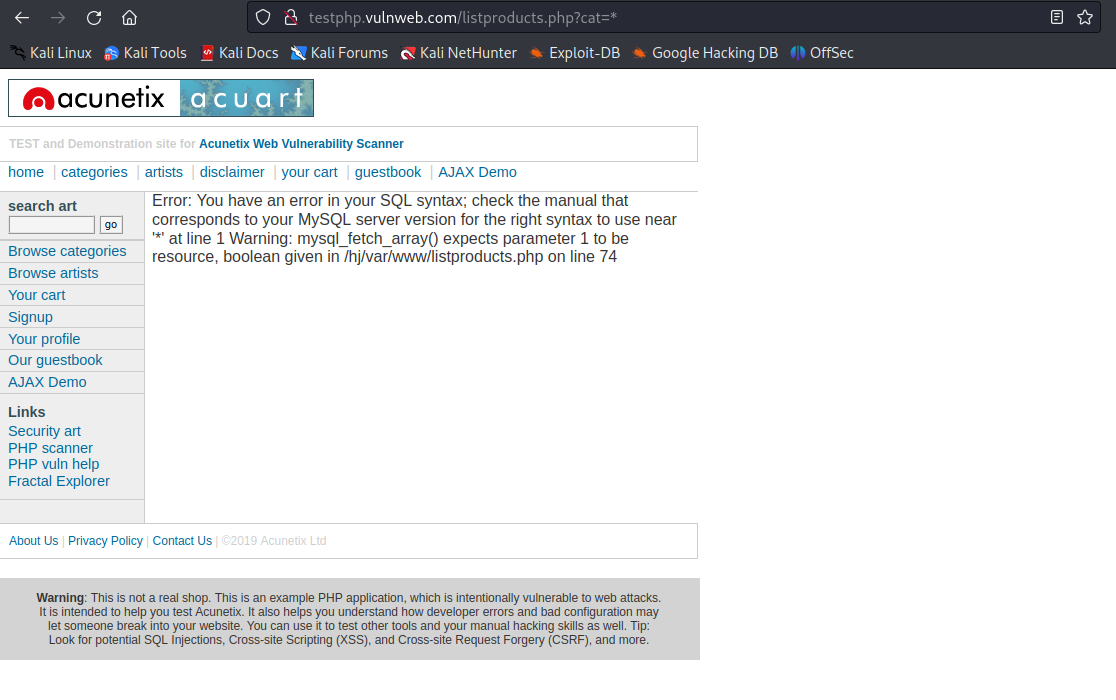 testphp.vulnweb.com/listproducts.php?cat=*
Kali Linux Kali Tools Kali Docs Kali Forums Kali NetHunter Exploit-DB Google Hacking DB OffSec
acunetix acuart
TEST and Demonstration site for Acunetix Web Vulnerability Scanner
home | categories | artists | disclaimer | your cart | guestbook | AJAX Demo
search art
go
Browse categories
Browse artists
Your cart
Signup
Your profile
Our guestbook
AJAX Demo
Links
Security art
PHP scanner
PHP vuln help
Fractal Explorer
Error: You have an error in your SQL syntax; check the manual that
corresponds to your MySQL server version for the right syntax to use near
'*' at line 1 Warning: mysql_fetch_array() expects parameter 1 to be
resource, boolean given in /hj/var/www/listproducts.php on line 74
About Us | Privacy Policy | Contact Us | ©2019 Acunetix Ltd
Warning: This is not a real shop. This is an example PHP application, which is intentionally vulnerable to web attacks.
It is intended to help you test Acunetix. It also helps you understand how developer errors and bad configuration may
let someone break into your website. You can use it to test other tools and your manual hacking skills as well. Tip:
Look for potential SQL Injections, Cross-site Scripting (XSS), and Cross-site Request Forgery (CSRF), and more.